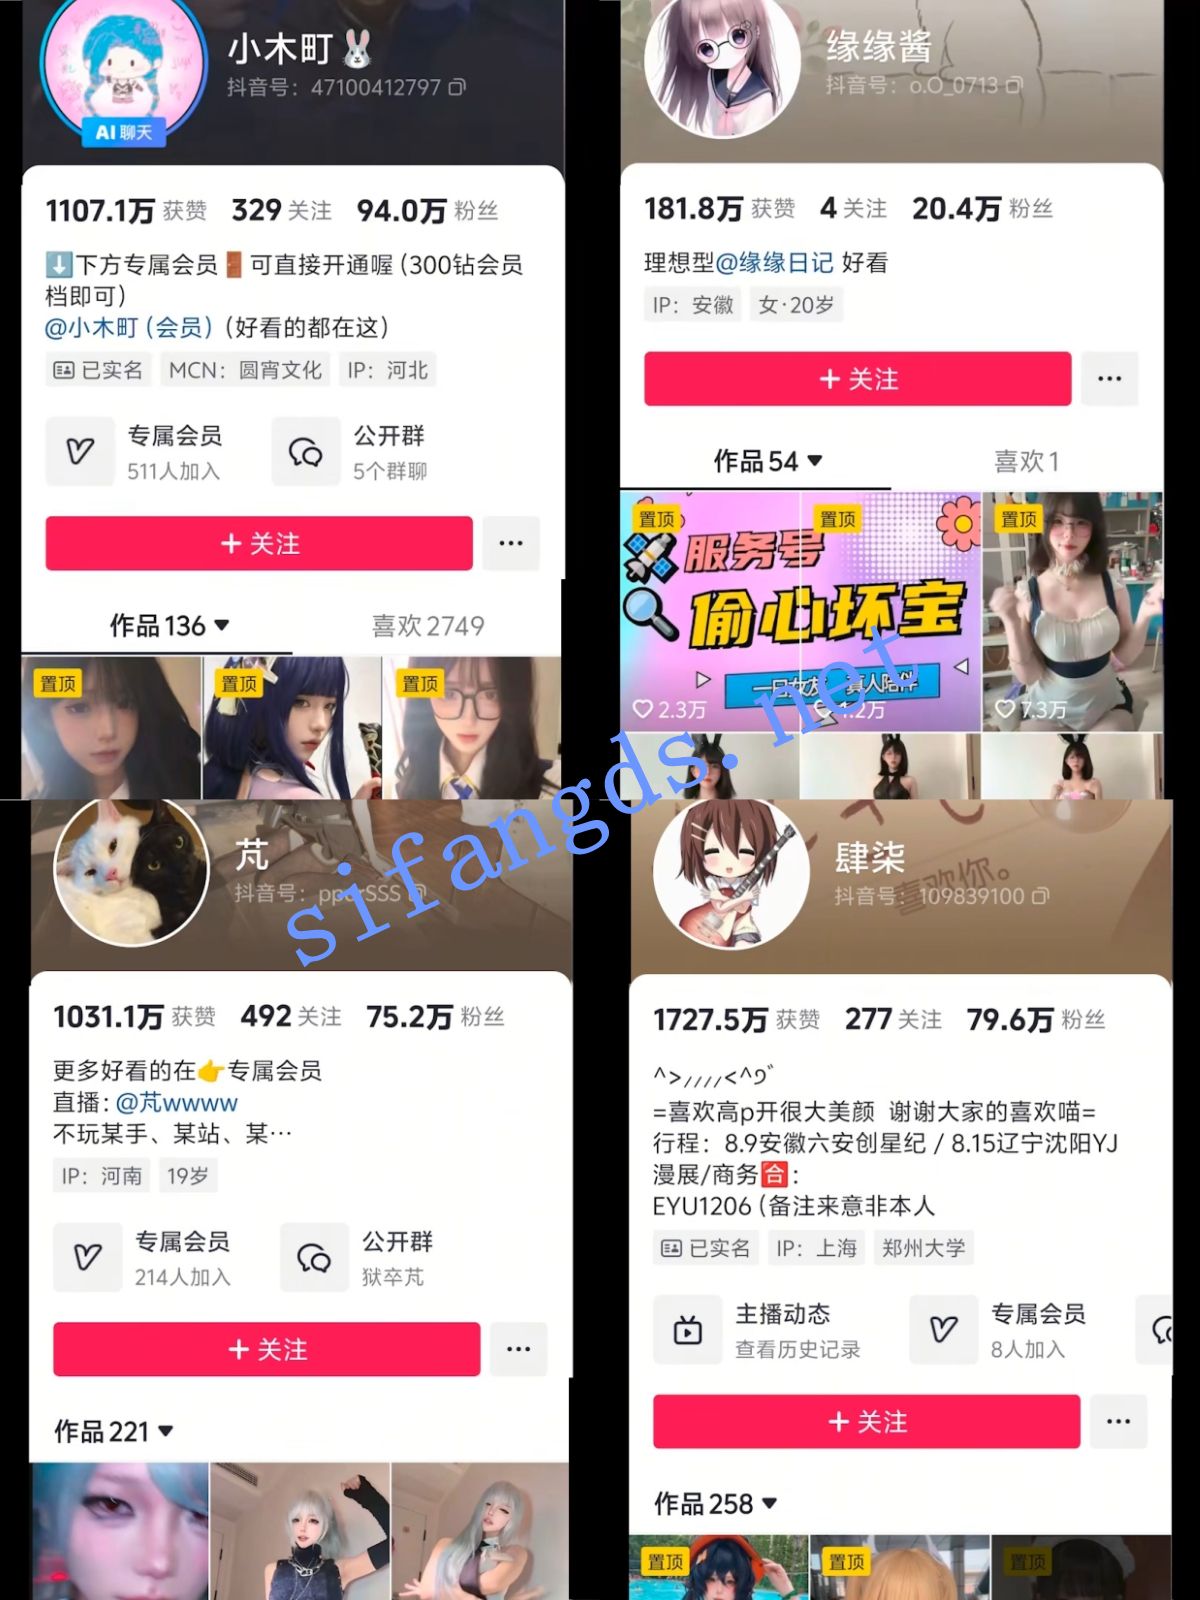 小木町🐰
抖音号：47100412797
AI 聊天
1107.1万 获赞 329 关注 94.0万 粉丝
⬇️下方专属会员🚪可直接开通喔(300钻会员
档即可)
@小木町（会员）（好看的都在这）
已实名 MCN：圆宵文化 IP：河北
专属会员 公开群
511人加入 5个群聊
+ 关注 ···
作品 136 喜欢 2749
置顶 置顶 置顶
缘缘酱
抖音号：o.O_0713
181.8万 获赞 4 关注 20.4万 粉丝
理想型@缘缘日记 好看
IP：安徽 女·20岁
+ 关注 ···
作品 54 喜欢 1
置顶 置顶 置顶
服务号
偷心坏宝
一日女友 真人陪伴
2.3万 1.2万 7.3万
sifangds.net
芃
抖音号：pp
SSS
1031.1万 获赞 492 关注 75.2万 粉丝
更多好看的在👉专属会员
直播：@芃wwww
不玩某手、某站、某…
IP：河南 19岁
专属会员 公开群
214人加入 狱卒芃
+ 关注 ···
作品 221
肆柒
喜欢你。
抖音号：109839100
1727.5万 获赞 277 关注 79.6万 粉丝
^>⸝⸝⸝⸝<^੭゛
=喜欢高p开很大美颜 谢谢大家的喜欢喵=
行程：8.9安徽六安创星纪 / 8.15辽宁沈阳YJ
漫展/商务🈴：
EYU1206 (备注来意非本人
已实名 IP：上海 郑州大学
主播动态 专属会员
查看历史记录 8人加入
+ 关注 ···
作品 258
置顶 置顶 置顶